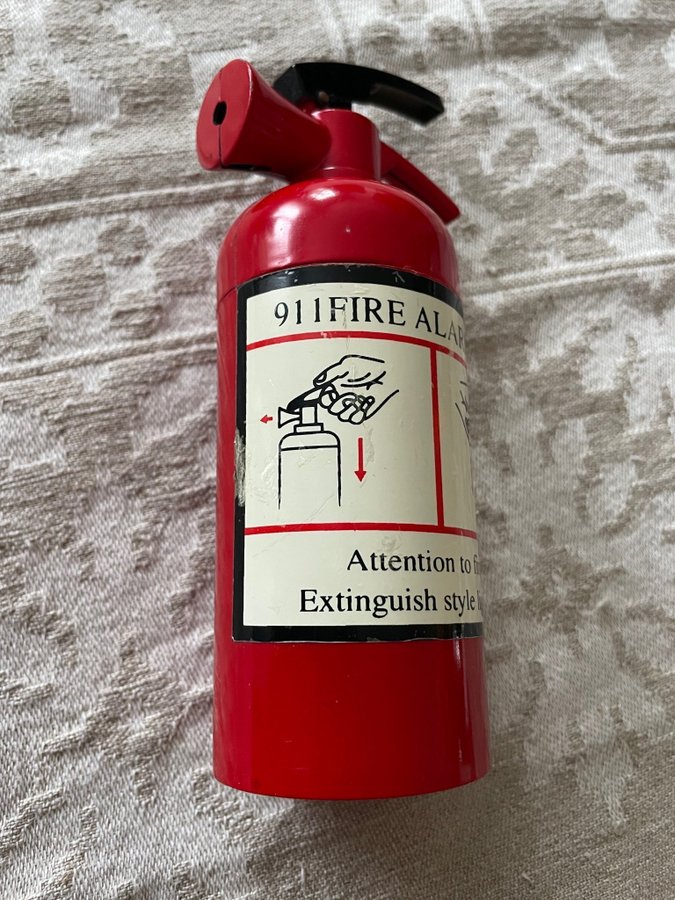 911FIRE
Attention to
Extinguish style